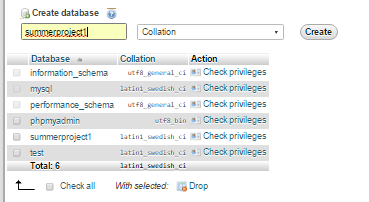 Create database
summerproject1 Collation Create
Database Collation Action
information_schema utf8_general_ci Check privileges
mysql latin1_swedish_ci Check privileges
performance_schema utf8_general_ci Check privileges
phpmyadmin utf8_bin Check privileges
summerproject1 latin1_swedish_ci Check privileges
test latin1_swedish_ci Check privileges
Total: 6 latin1_swedish_ci
Check all With selected: Drop